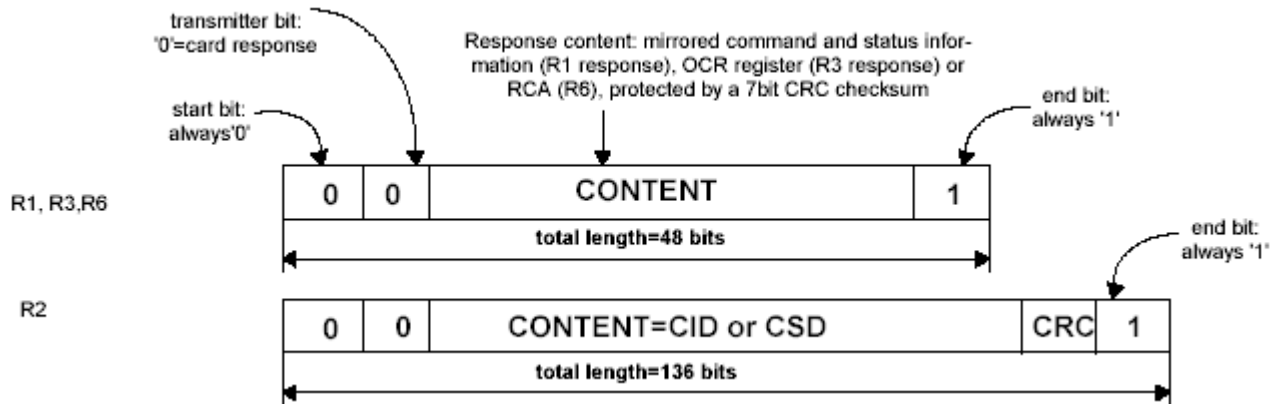 transmitter bit:
'0'=card response
Response content: mirrored command and status infor-
mation (R1 response), OCR register (R3 response) or
RCA (R6), protected by a 7bit CRC checksum
start bit:
always'0'
end bit:
always '1'
R1, R3,R6
0 0 CONTENT 1
total length=48 bits
end bit:
always '1'
R2
0 0 CONTENT=CID or CSD CRC 1
total length=136 bits